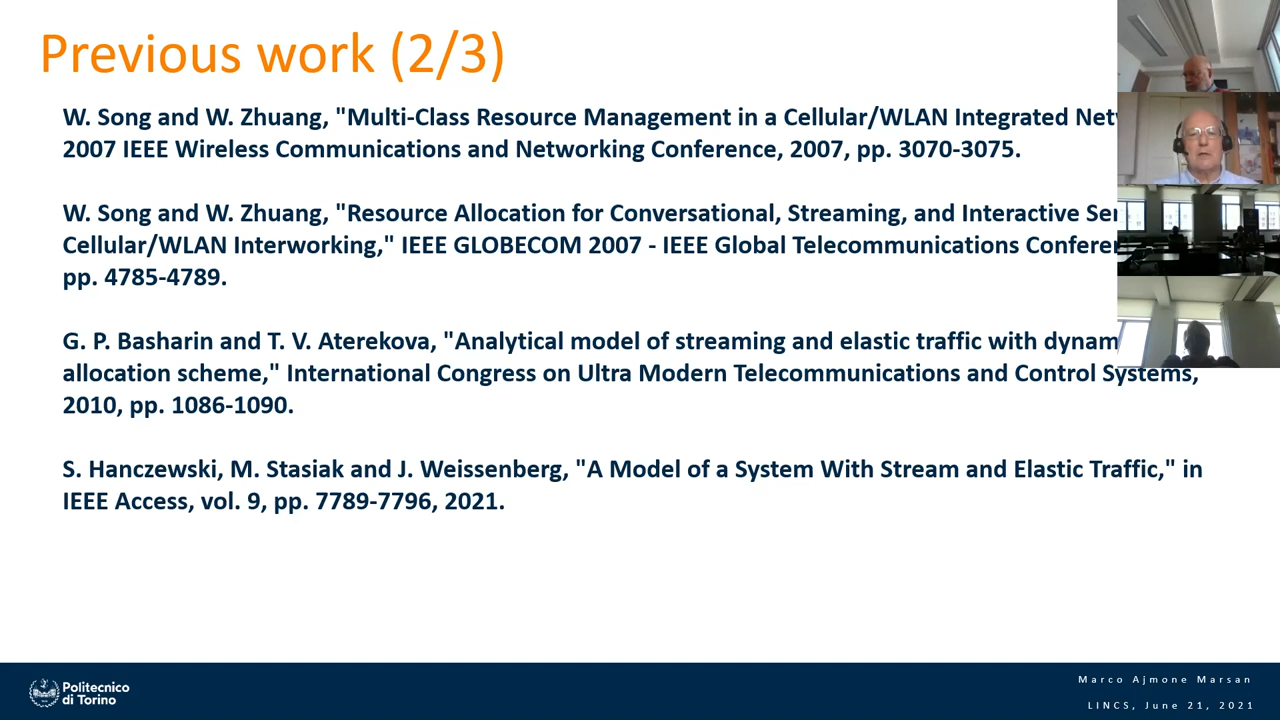 Previous work (2/3)
W. Song and W. Zhuang, "Multi-Class Resource Management in a Cellular/WLAN Integrated
2007 IEEE Wireless Communications and Networking Conference, 2007, pp. 3070-3075.
W. Song and W. Zhuang, "Resource Allocation for Conversational, Streaming, and Interactive
Cellular/WLAN Interworking," IEEE GLOBECOM 2007 - IEEE Global Telecommunications
pp. 4785-4789.
G. P. Basharin and T. V. Aterekova, "Analytical model of streaming and elastic traffic with
allocation scheme," International Congress on Ultra Modern Telecommunications and Control Systems,
2010, pp. 1086-1090.
S. Hanczewski, M. Stasiak and J. Weissenberg, "A Model of a System With Stream and Elastic Traffic," in
IEEE Access, vol. 9, pp. 7789-7796, 2021.
Politecnico
di Torino
Marco Ajmone Marsan
LINCS, June 21, 2021